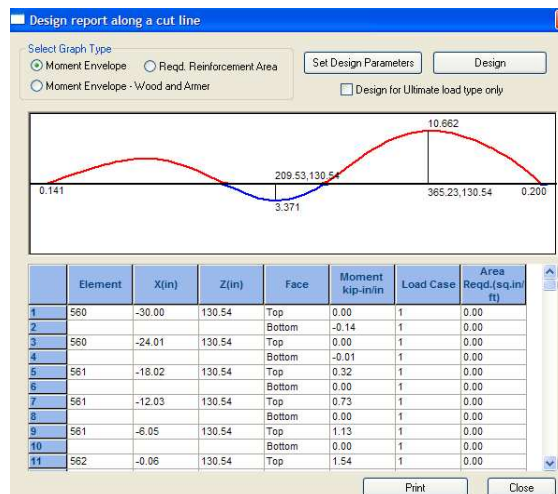 Design report along a cut line
Select Graph Type
Moment Envelope Reqd. Reinforcement Area
Moment Envelope - Wood and Armer
Set Design Parameters Design
Design for Ultimate load type only
10.662
209.53,130.54
0.141 365.23,130.54 0.200
3.371
Element X(in) Z(in) Face Moment kip-in/in Load Case Area Reqd.(sq.in/ft)
1 560 -30.00 130.54 Top 0.00 1 0.00
2 Bottom -0.14 1 0.00
3 560 -24.01 130.54 Top 0.00 1 0.00
4 Bottom -0.01 1 0.00
5 561 -18.02 130.54 Top 0.32 1 0.00
6 Bottom 0.00 1 0.00
7 561 -12.03 130.54 Top 0.73 1 0.00
8 Bottom 0.00 1 0.00
9 561 -6.05 130.54 Top 1.13 1 0.00
10 Bottom 0.00 1 0.00
11 562 -0.06 130.54 Top 1.54 1 0.00
Print Close